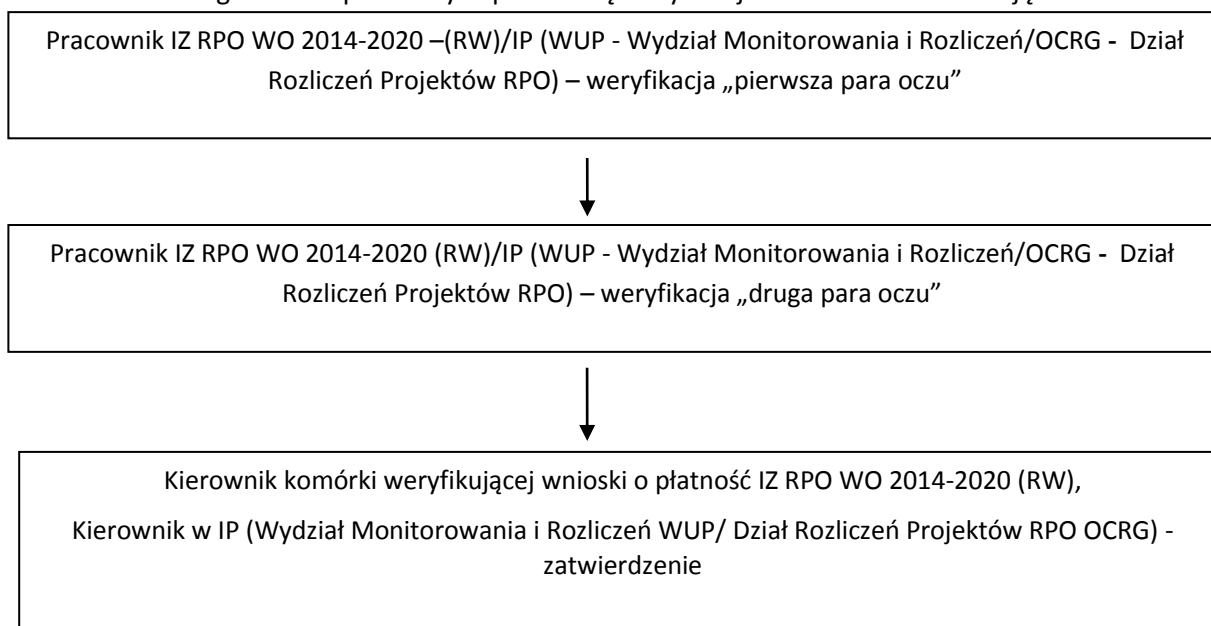 Pracownik IZ RPO WO 2014-2020 –(RW)/IP (WUP - Wydział Monitorowania i Rozliczeń/OCRG - Dział
Rozliczeń Projektów RPO) – weryfikacja „pierwsza para oczu”
Pracownik IZ RPO WO 2014-2020 (RW)/IP (WUP - Wydział Monitorowania i Rozliczeń/OCRG - Dział
Rozliczeń Projektów RPO) – weryfikacja „druga para oczu”
Kierownik komórki weryfikującej wnioski o płatność IZ RPO WO 2014-2020 (RW),
Kierownik w IP (Wydział Monitorowania i Rozliczeń WUP/ Dział Rozliczeń Projektów RPO OCRG) -
zatwierdzenie